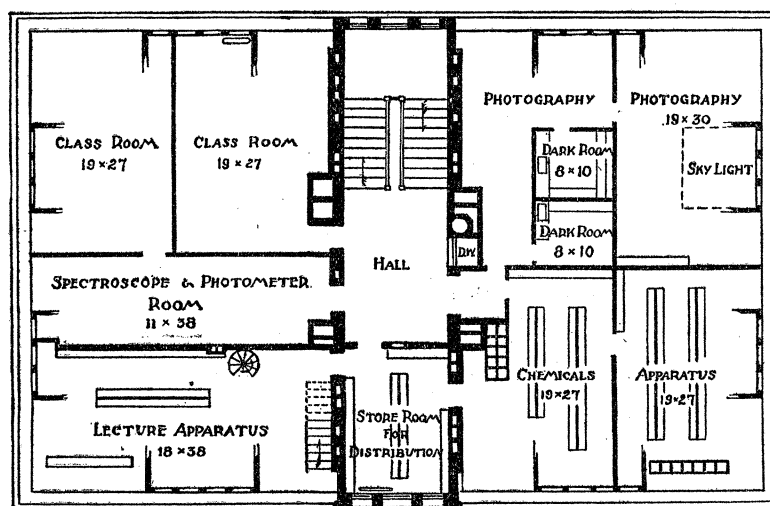 CLASS ROOM
19×27
CLASS ROOM
19×27
PHOTOGRAPHY
PHOTOGRAPHY
19×30
DARK ROOM
8×10
SKY LIGHT
DARK ROOM
8×10
D.W.
HALL
SPECTROSCOPE & PHOTOMETER
ROOM
11×38
LECTURE APPARATUS
18×38
STORE ROOM
FOR
DISTRIBUTION
CHEMICALS
19×27
APPARATUS
19×27